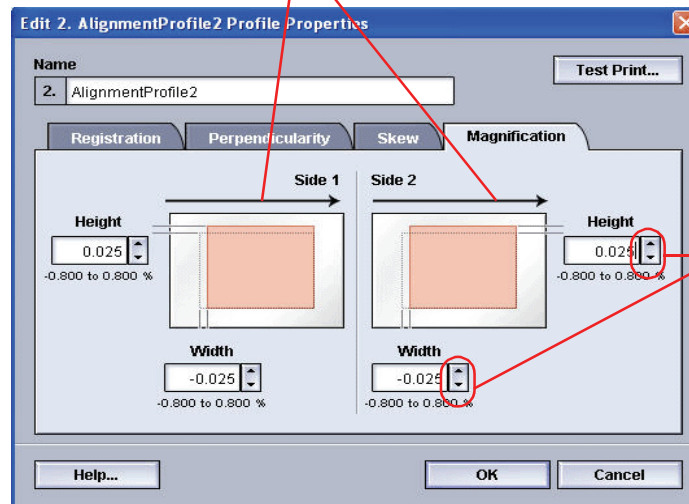 Edit 2. AlignmentProfile2 Profile Properties
Name
2. AlignmentProfile2
Test Print...
Registration Perpendicularity Skew Magnification
Side 1 Side 2
Height Height
0.025 0.025
-0.800 to 0.800 % -0.800 to 0.800 %
Width Width
-0.025 -0.025
-0.800 to 0.800 % -0.800 to 0.800 %
Help... OK Cancel